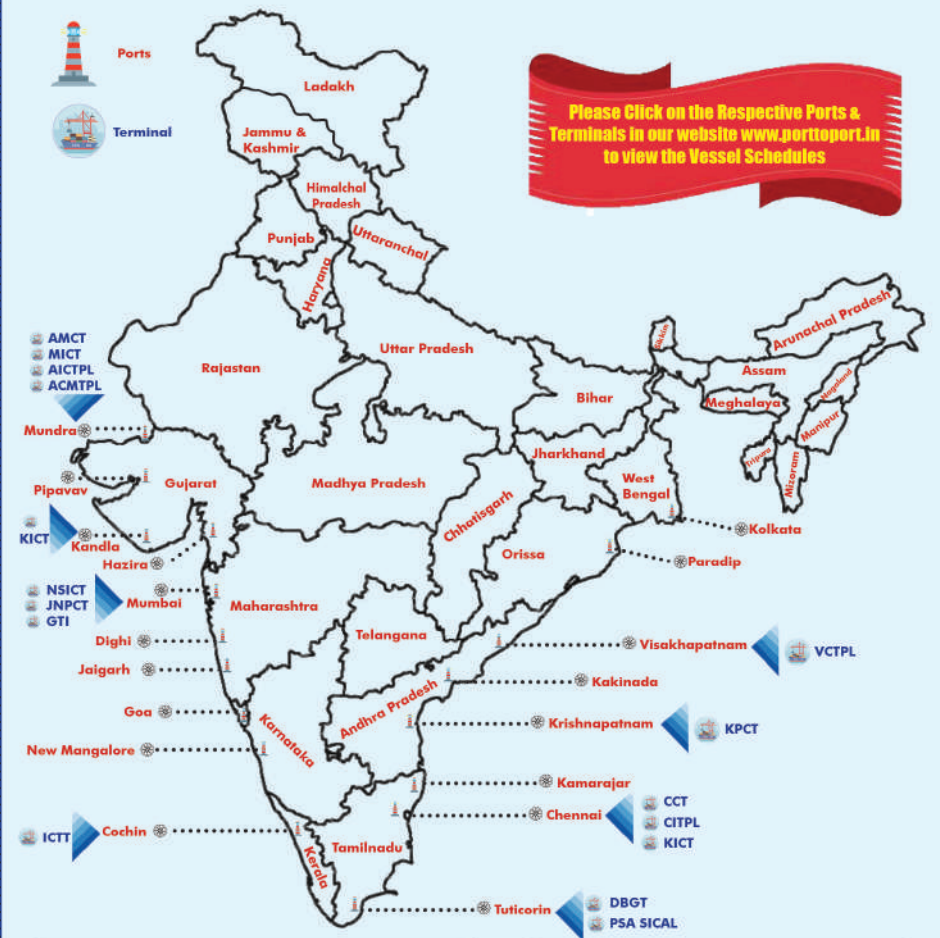 Ports
Terminal
Please Click on the Respective Ports &
Terminals in our website www.porttoport.in
to view the Vessel Schedules
Ladakh
Jammu &
Kashmir
Himalchal
Pradesh
Punjab
Uttaranchal
Haryana
Arunachal Pradesh
Sikkim
Uttar Pradesh
Rajastan
Assam
Nagaland
Bihar
Meghalaya
Manipur
AMCT
MICT
AICTPL
ACMTPL
Mundra
Jharkhand
Tripura
Mizoram
Pipavav
Gujarat
Madhya Pradesh
West
Bengal
Chhatisgarh
KICT
Kandla
Kolkata
Hazira
Orissa
Paradip
NSICT
JNPCT
GTI
Mumbai
Maharashtra
Telangana
Dighi
Visakhapatnam
VCTPL
Jaigarh
Kakinada
Andhra Pradesh
Goa
Karnataka
Krishnapatnam
KPCT
New Mangalore
Kamarajar
Chennai
CCT
CITPL
KICT
ICTT
Cochin
Kerala
Tamilnadu
Tuticorin
DBGT
PSA SICAL